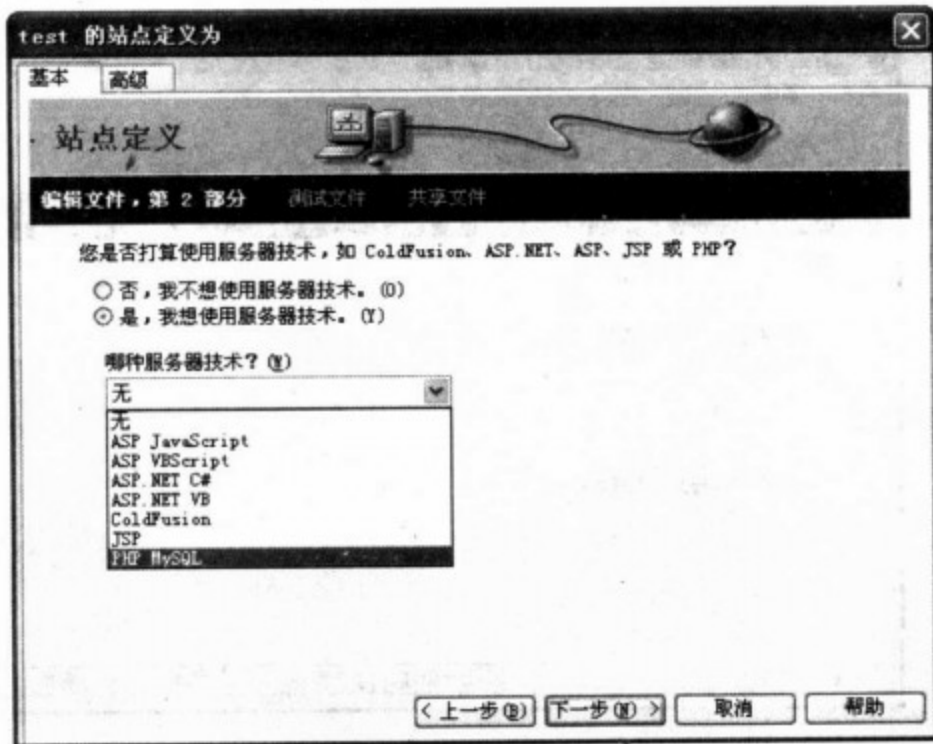 test 的站点定义为
基本 高级
站点定义
编辑文件，第 2 部分 测试文件 共享文件
您是否打算使用服务器技术，如 ColdFusion、ASP.NET、ASP、JSP 或 PHP？
否，我不想使用服务器技术。(O)
是，我想使用服务器技术。(Y)
哪种服务器技术？(W)
无
无
ASP JavaScript
ASP VBScript
ASP.NET C#
ASP.NET VB
ColdFusion
JSP
PHP MySQL
< 上一步(B) 下一步(N) > 取消 帮助